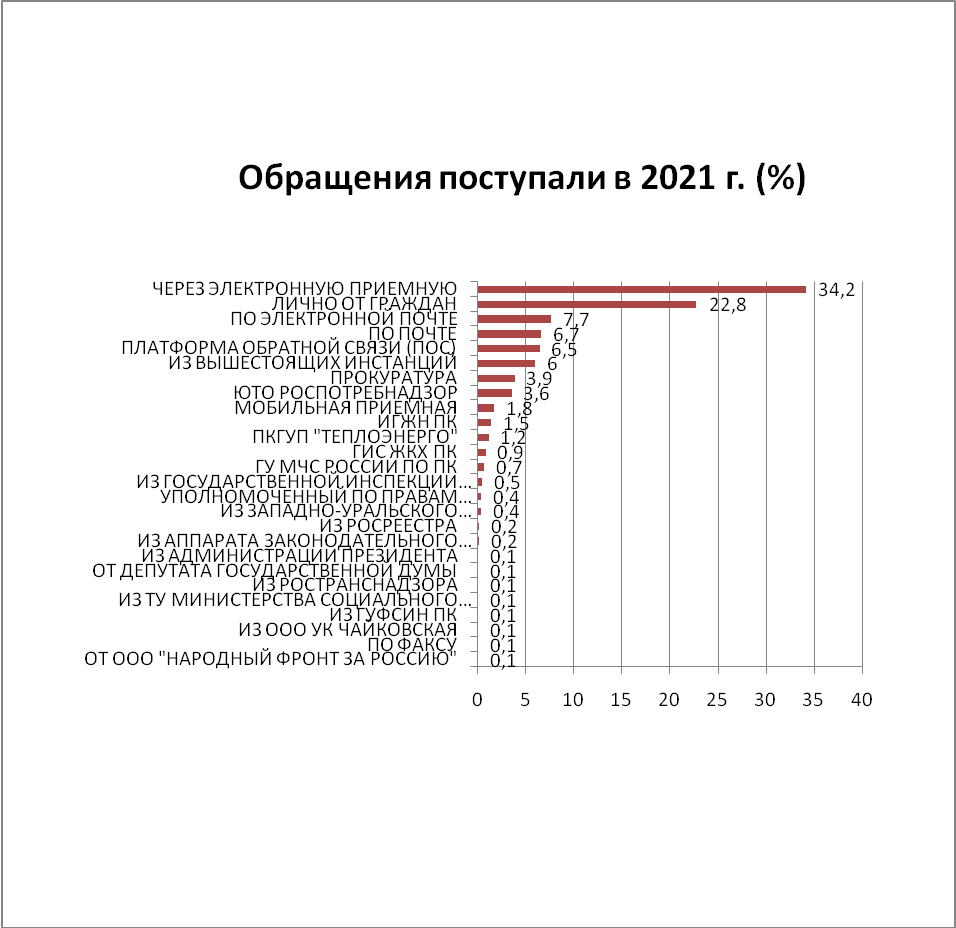 Обращения поступали в 2021 г. (%)
ЧЕРЕЗ ЭЛЕКТРОННУЮ ПРИЕМНУЮ 34,2
ЛИЧНО ОТ ГРАЖДАН 22,8
ПО ЭЛЕКТРОННОЙ ПОЧТЕ 7,7
ПО ПОЧТЕ 6,7
ПЛАТФОРМА ОБРАТНОЙ СВЯЗИ (ПОС) 6,5
ИЗ ВЫШЕСТОЯЩИХ ИНСТАНЦИЙ 6
ПРОКУРАТУРА 3,9
ЮТО РОСПОТРЕБНАДЗОР 3,6
МОБИЛЬНАЯ ПРИЕМНАЯ 1,8
ИГЖН ПК 1,5
ПКГУП "ТЕПЛОЭНЕРГО" 1,2
ГИС ЖКХ ПК 0,9
ГУ МЧС РОССИИ ПО ПК 0,7
ИЗ ГОСУДАРСТВЕННОЙ ИНСПЕКЦИИ... 0,5
УПОЛНОМОЧЕННЫЙ ПО ПРАВАМ... 0,4
ИЗ ЗАПАДНО-УРАЛЬСКОГО... 0,4
ИЗ РОСРЕЕСТРА 0,2
ИЗ АППАРАТА ЗАКОНОДАТЕЛЬНОГО... 0,2
ИЗ АДМИНИСТРАЦИИ ПРЕЗИДЕНТА 0,1
ОТ ДЕПУТАТА ГОСУДАРСТВЕННОЙ ДУМЫ 0,1
ИЗ РОСТРАНСНАДЗОРА 0,1
ИЗ ТУ МИНИСТЕРСТВА СОЦИАЛЬНОГО... 0,1
ИЗ ГУФСИН ПК 0,1
ИЗ ООО УК ЧАЙКОВСКАЯ 0,1
ПО ФАКСУ 0,1
ОТ ООО "НАРОДНЫЙ ФРОНТ ЗА РОССИЮ" 0,1
0 5 10 15 20 25 30 35 40